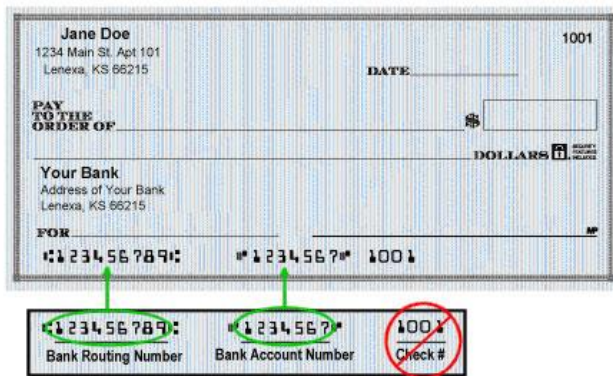 Jane Doe
1001
1234 Main St. Apt 101
Lenexa, KS 66215
DATE
PAY
TO THE
ORDER OF
$
DOLLARS
Your Bank
Address of Your Bank
Lenexa, KS 66215
FOR
MP
⑆123456789⑆ ⑈1234567⑈ 1001
⑆123456789⑆ ⑈1234567⑈ 1001
Bank Routing Number Bank Account Number Check #